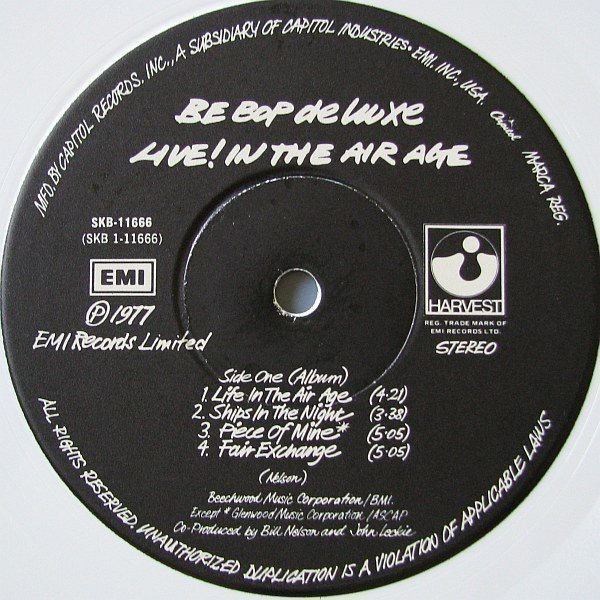 MFD. BY CAPITOL RECORDS, INC., A SUBSIDIARY OF CAPITOL INDUSTRIES-EMI, INC., USA. Capitol MARCA REG.
BE BOP deluxe
LIVE! IN THE AIR AGE
SKB-11666
(SKB 1-11666)
EMI
Ⓟ 1977
EMI Records Limited
HARVEST
REG. TRADE MARK OF
EMI RECORDS LTD.
STEREO
Side One (Album)
1. Life In The Air Age (4:21)
2. Ships In The Night (3:38)
3. Piece Of Mine* (5:05)
4. Fair Exchange (5:05)
(Nelson)
Beechwood Music Corporation/BMI.
Except * Glenwood Music Corporation/ASCAP
Co-Produced by Bill Nelson and John Leckie
ALL RIGHTS RESERVED. UNAUTHORIZED DUPLICATION IS A VIOLATION OF APPLICABLE LAWS